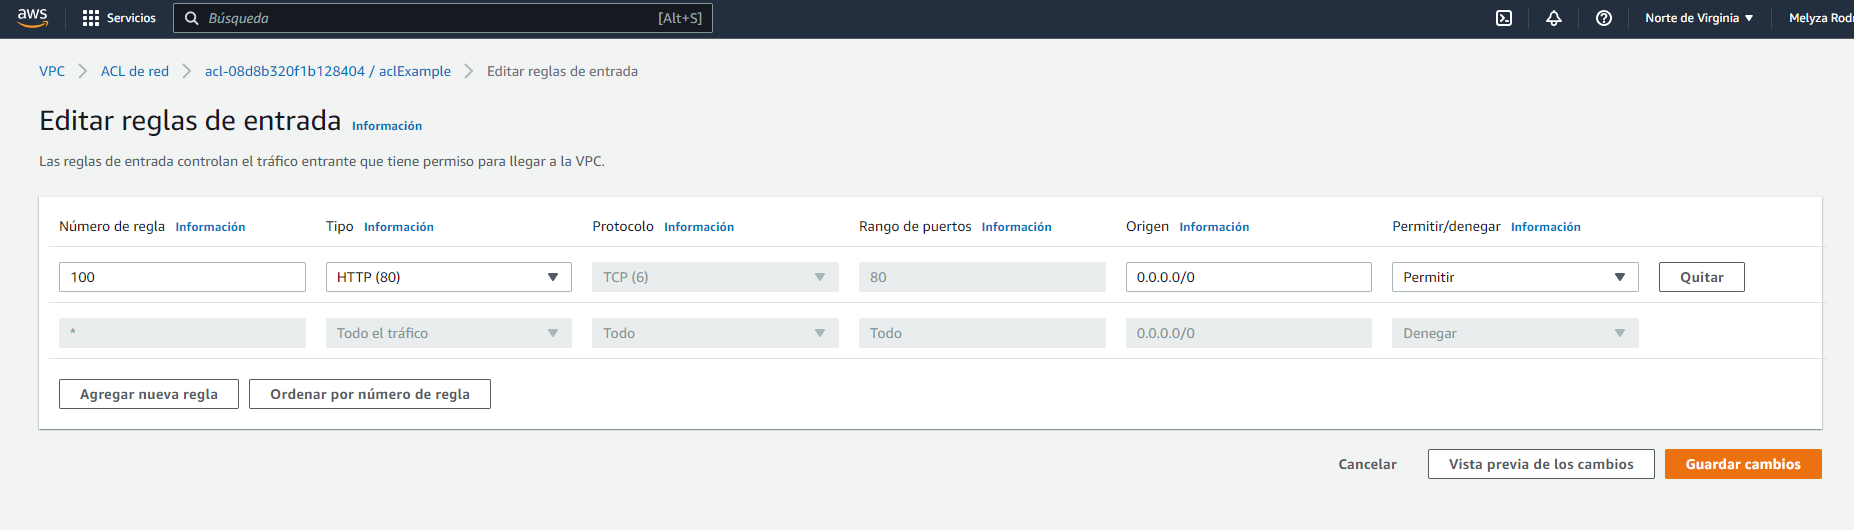 aws Servicios Búsqueda [Alt+S] Norte de Virginia Melyza
VPC ACL de red acl-08d8b320f1b128404 / aclExample Editar reglas de entrada
Editar reglas de entrada Información
Las reglas de entrada controlan el tráfico entrante que tiene permiso para llegar a la VPC.
Número de regla Información Tipo Información Protocolo Información Rango de puertos Información Origen Información Permitir/denegar Información
100 HTTP (80) TCP (6) 80 0.0.0.0/0 Permitir Quitar
* Todo el tráfico Todo Todo 0.0.0.0/0 Denegar
Agregar nueva regla Ordenar por número de regla
Cancelar Vista previa de los cambios Guardar cambios